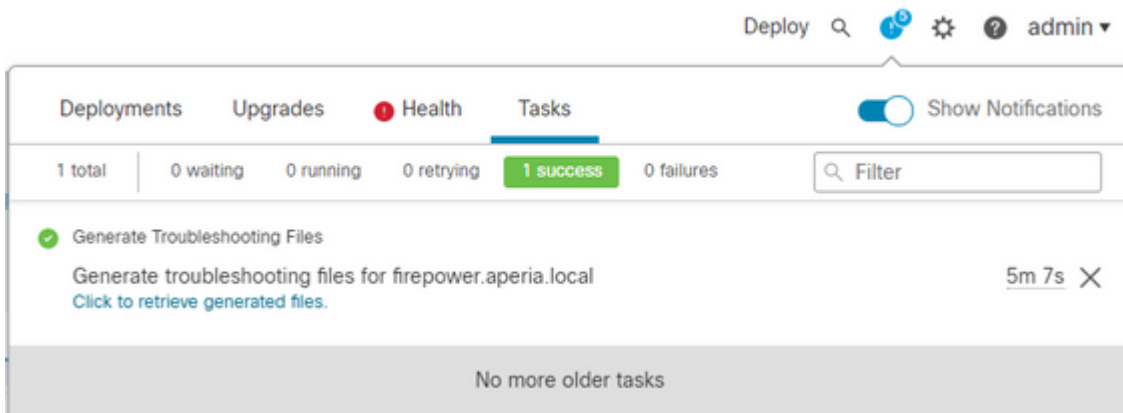 Deploy 5 admin
Deployments Upgrades Health Tasks Show Notifications
1 total 0 waiting 0 running 0 retrying 1 success 0 failures Filter
Generate Troubleshooting Files
Generate troubleshooting files for firepower.aperia.local 5m 7s
Click to retrieve generated files.
No more older tasks